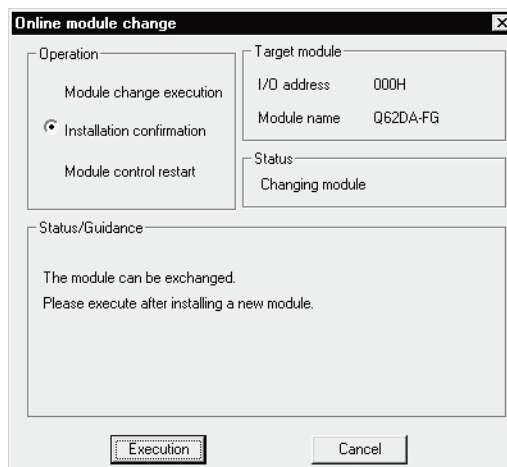 Online module change
Operation
Module change execution
Installation confirmation
Module control restart
Target module
I/O address 000H
Module name Q62DA-FG
Status
Changing module
Status/Guidance
The module can be exchanged.
Please execute after installing a new module.
Execution Cancel